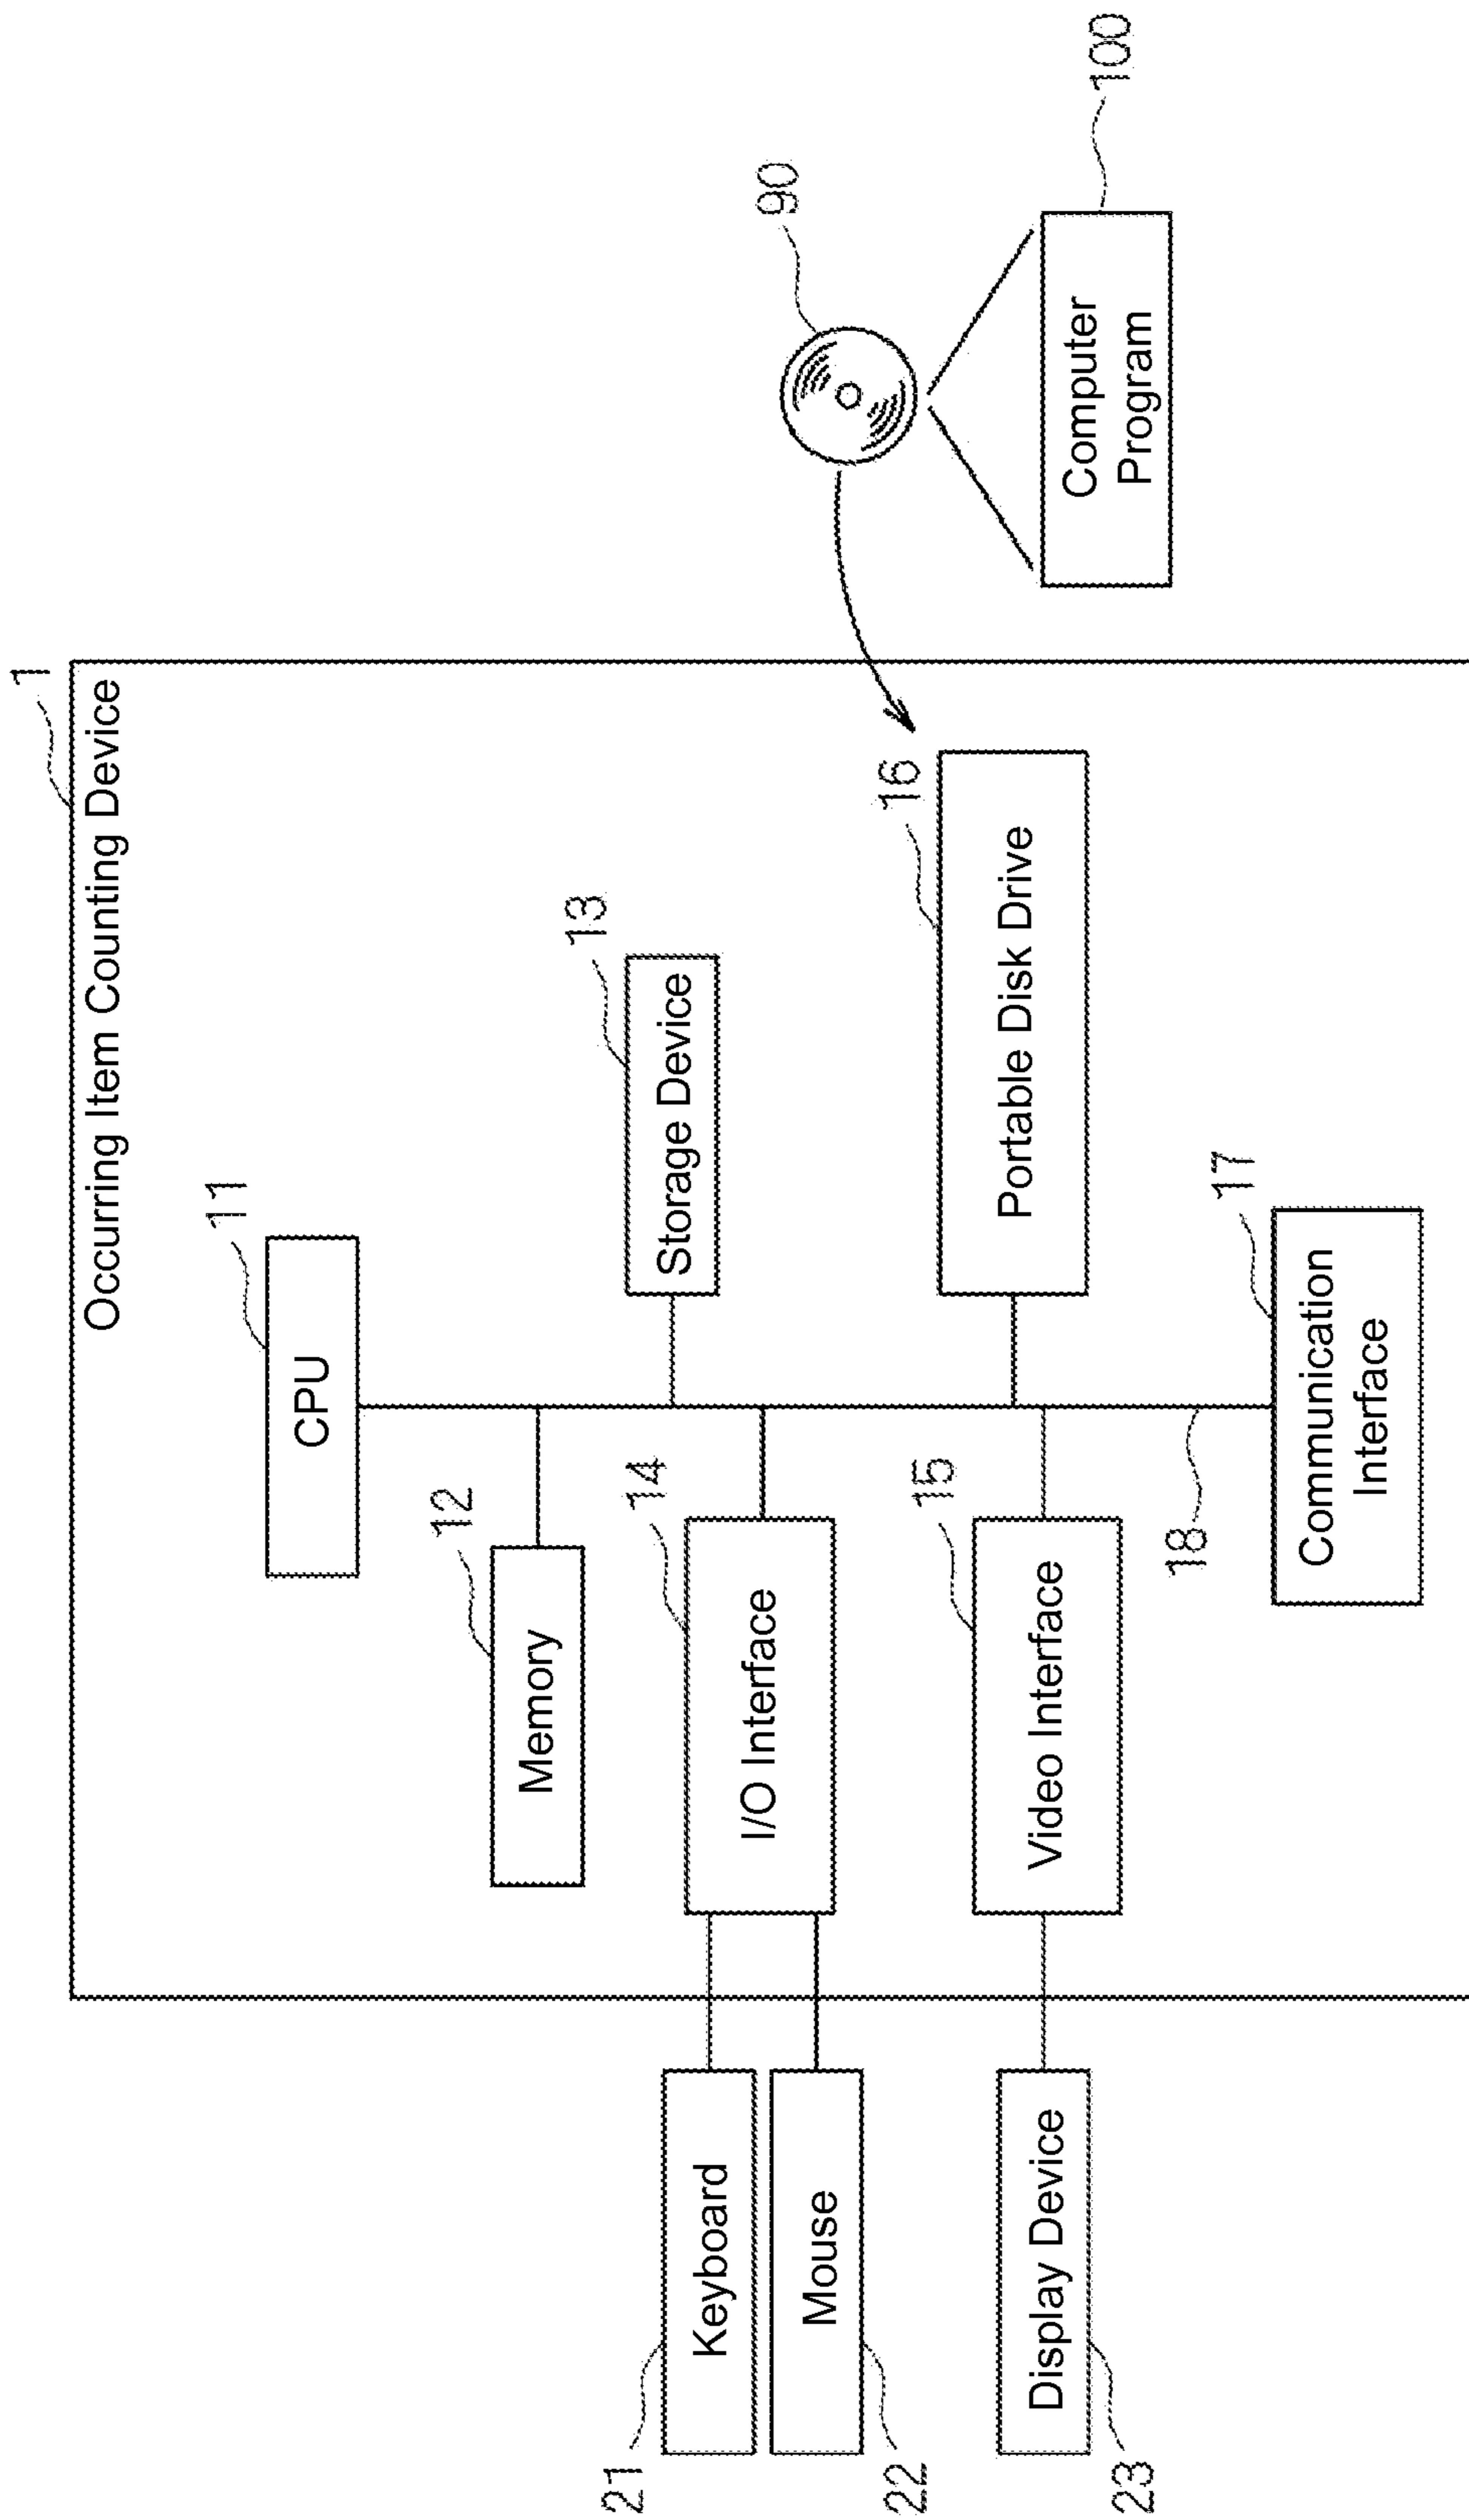 1
Occurring Item Counting Device
11
CPU
12
Memory
13
Storage Device
14
I/O Interface
21
Keyboard
22
Mouse
15
Video Interface
23
Display Device
16
Portable Disk Drive
18
17
Communication
Interface
90
100
Computer
Program